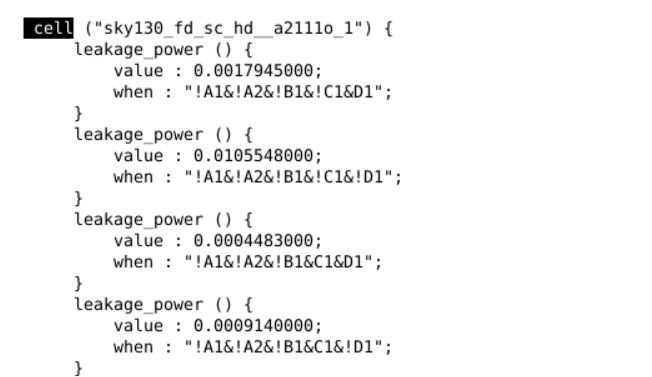 cell ("sky130_fd_sc_hd__a2111o_1") {
leakage_power () {
value : 0.0017945000;
when : "!A1&!A2&!B1&!C1&D1";
}
leakage_power () {
value : 0.0105548000;
when : "!A1&!A2&!B1&!C1&!D1";
}
leakage_power () {
value : 0.0004483000;
when : "!A1&!A2&!B1&C1&D1";
}
leakage_power () {
value : 0.0009140000;
when : "!A1&!A2&!B1&C1&!D1";
}